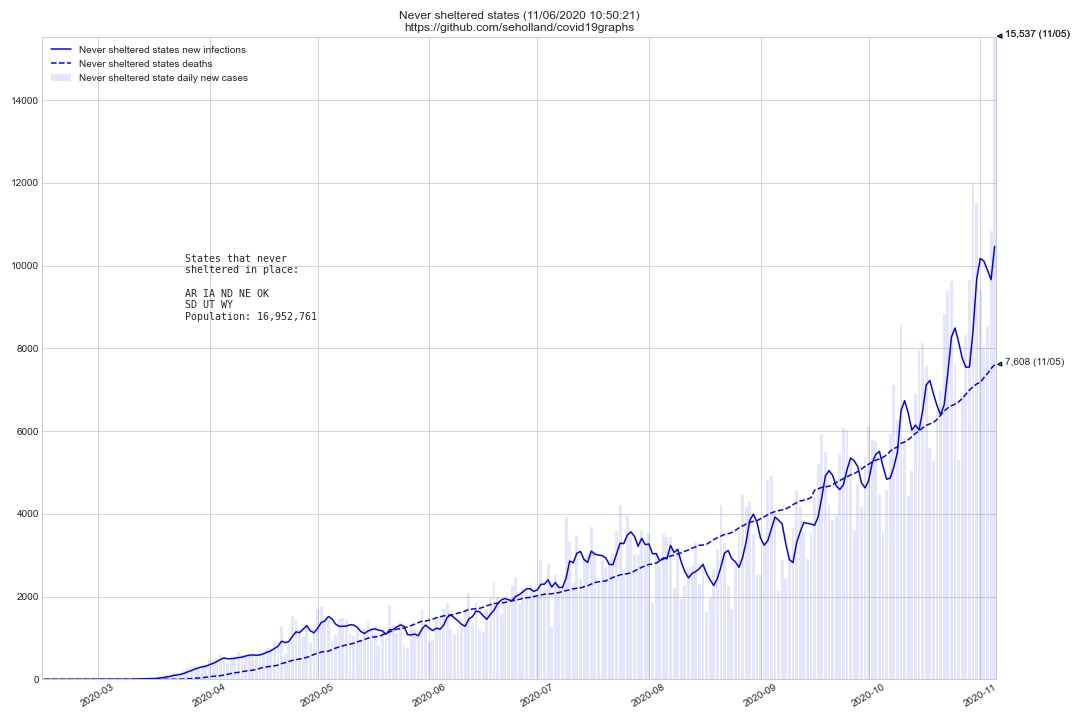 Never sheltered states (11/06/2020 10:50:21)
https://github.com/seholland/covid19graphs
15,537 (11/05)
Never sheltered states new infections
Never sheltered states deaths
Never sheltered state daily new cases
14000
12000
10000
8000
6000
4000
2000
0
States that never
sheltered in place:
AR IA ND NE OK
SD UT WY
Population: 16,952,761
7,608 (11/05)
2020-03
2020-04
2020-05
2020-06
2020-07
2020-08
2020-09
2020-10
2020-11